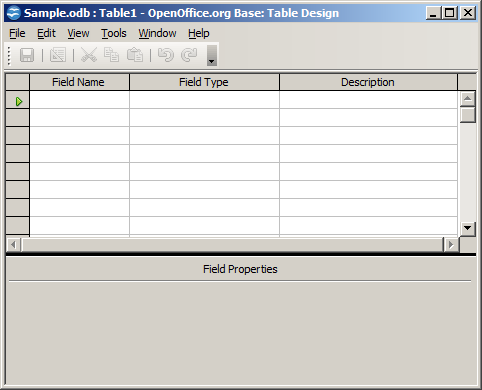 Sample.odb : Table1 - OpenOffice.org Base: Table Design
File Edit View Tools Window Help
Field Name Field Type Description
Field Properties